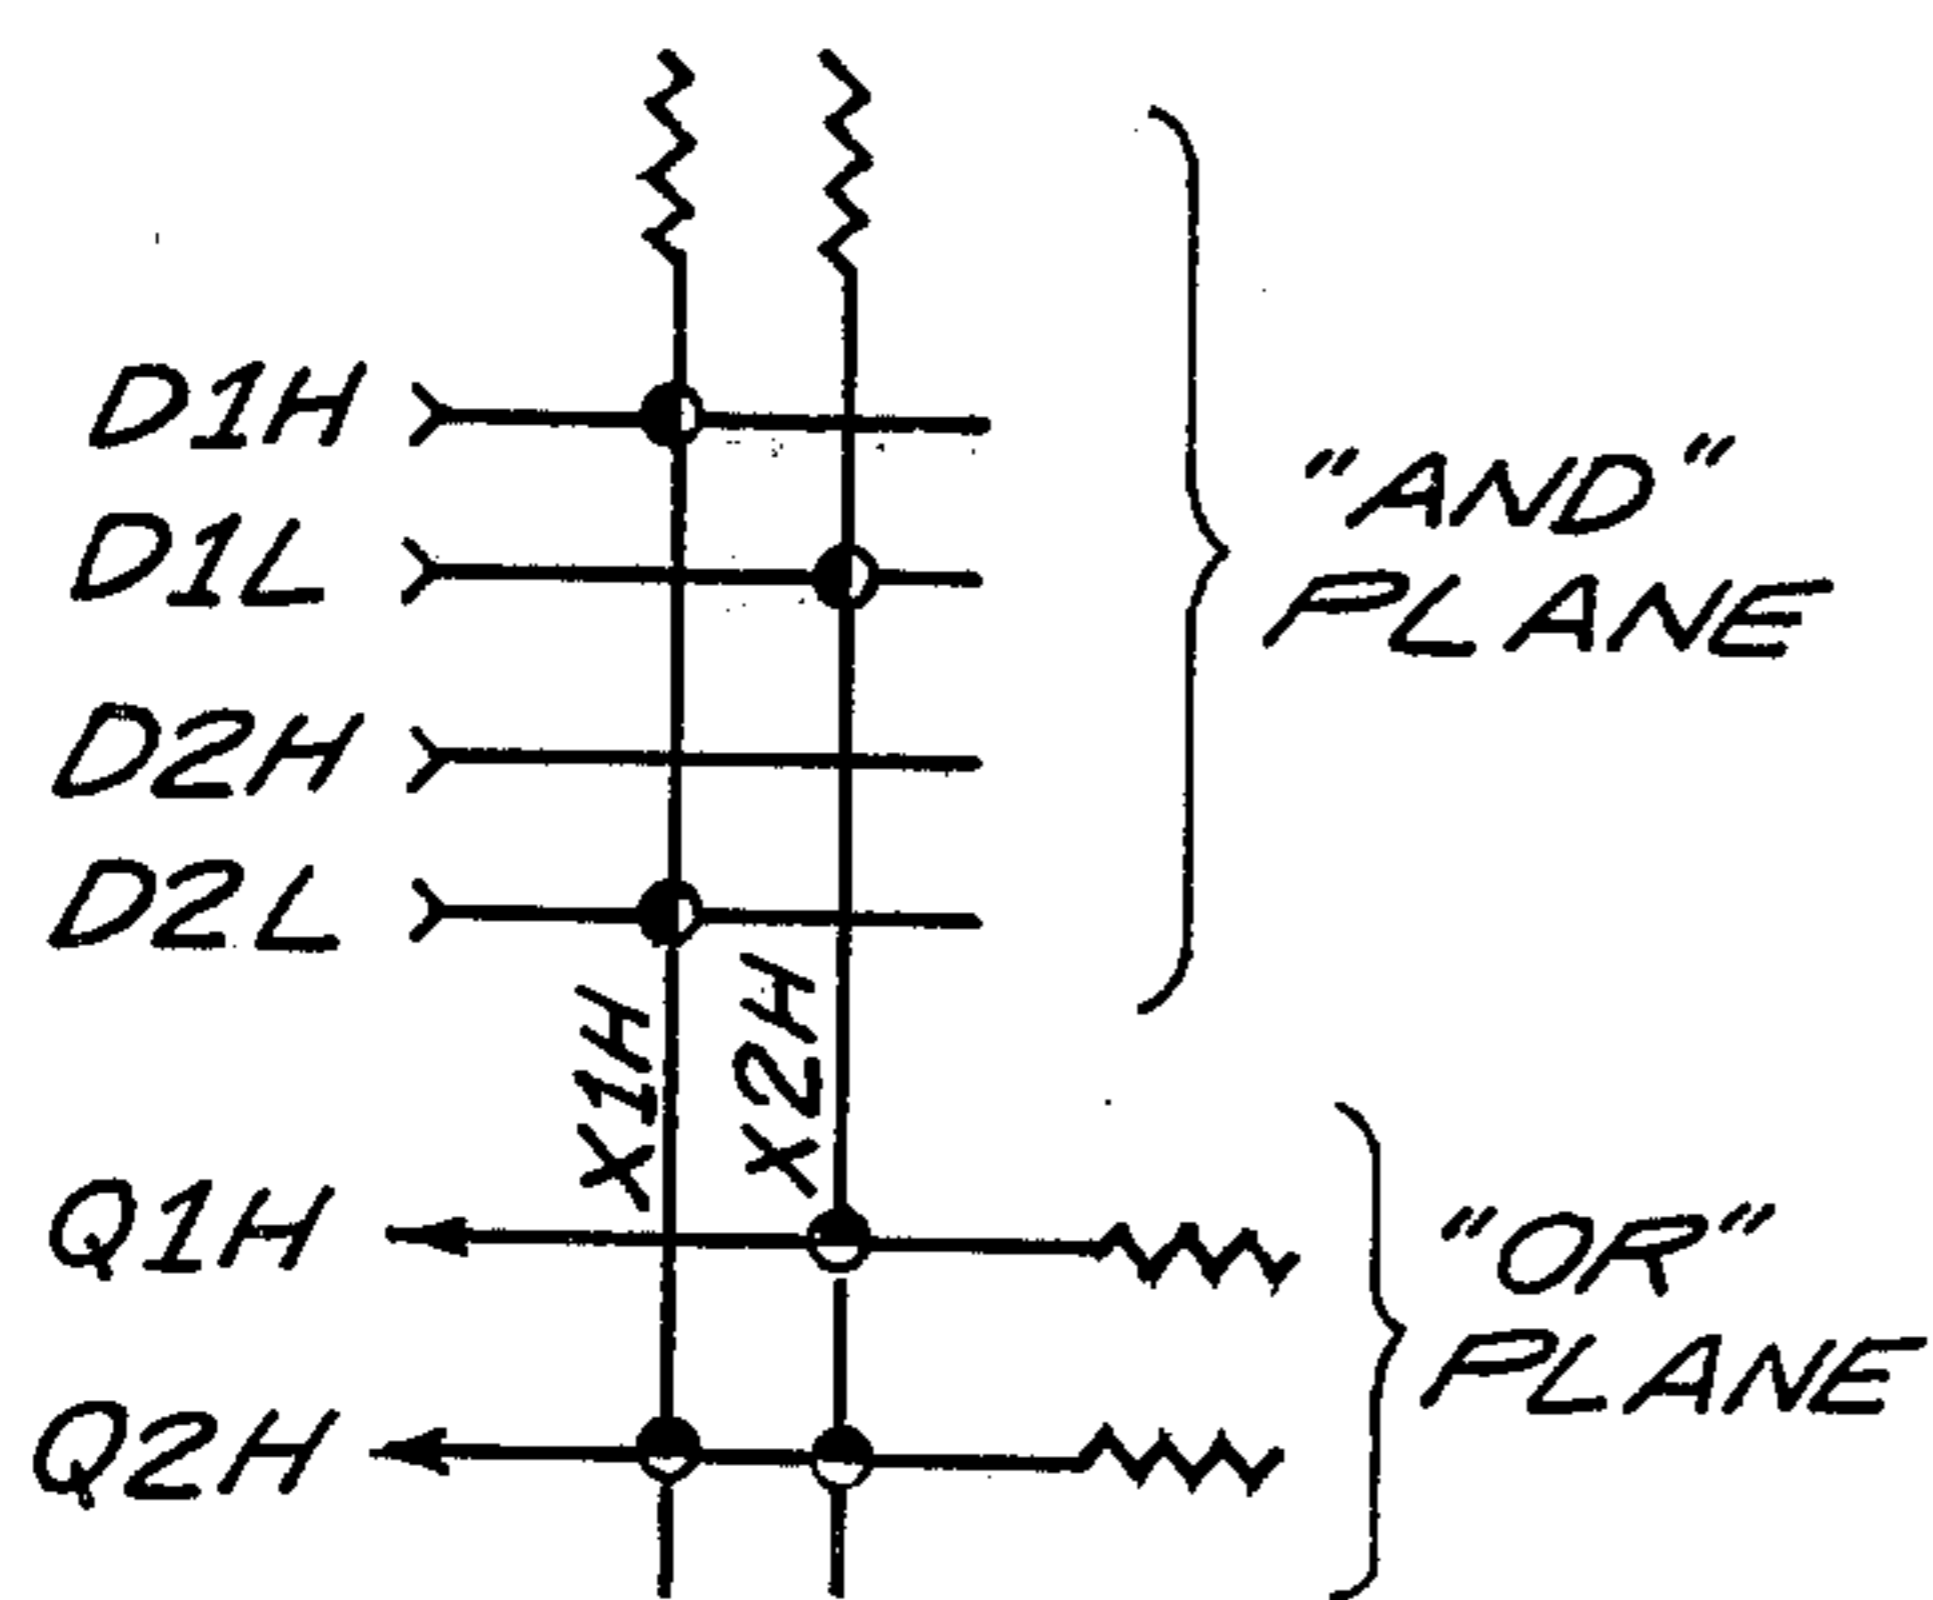 D1H
D1L
"AND"
PLANE
D2H
D2L
X1H
X2H
Q1H
"OR"
PLANE
Q2H